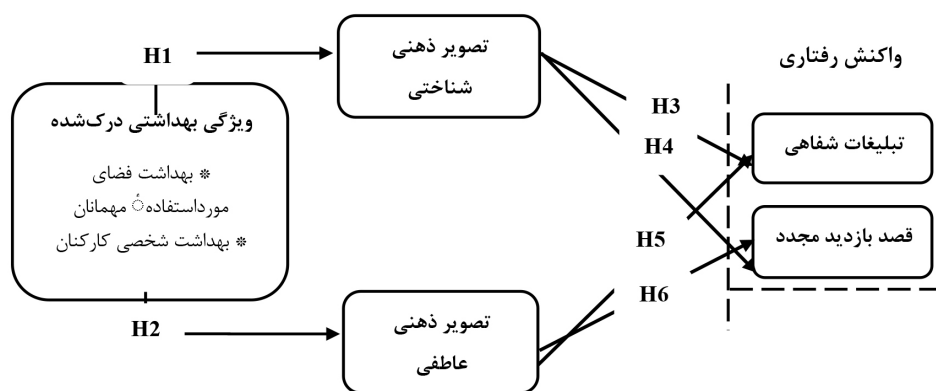 واکنش رفتاری
تصویر ذهنی
شناختی
H1
H3
ویژگی بهداشتی درک‌شده
تبلیغات شفاهی
H4
* بهداشت فضای
مورداستفادهٔ مهمانان
* بهداشت شخصی کارکنان
قصد بازدید مجدد
H5
H6
H2
تصویر ذهنی
عاطفی